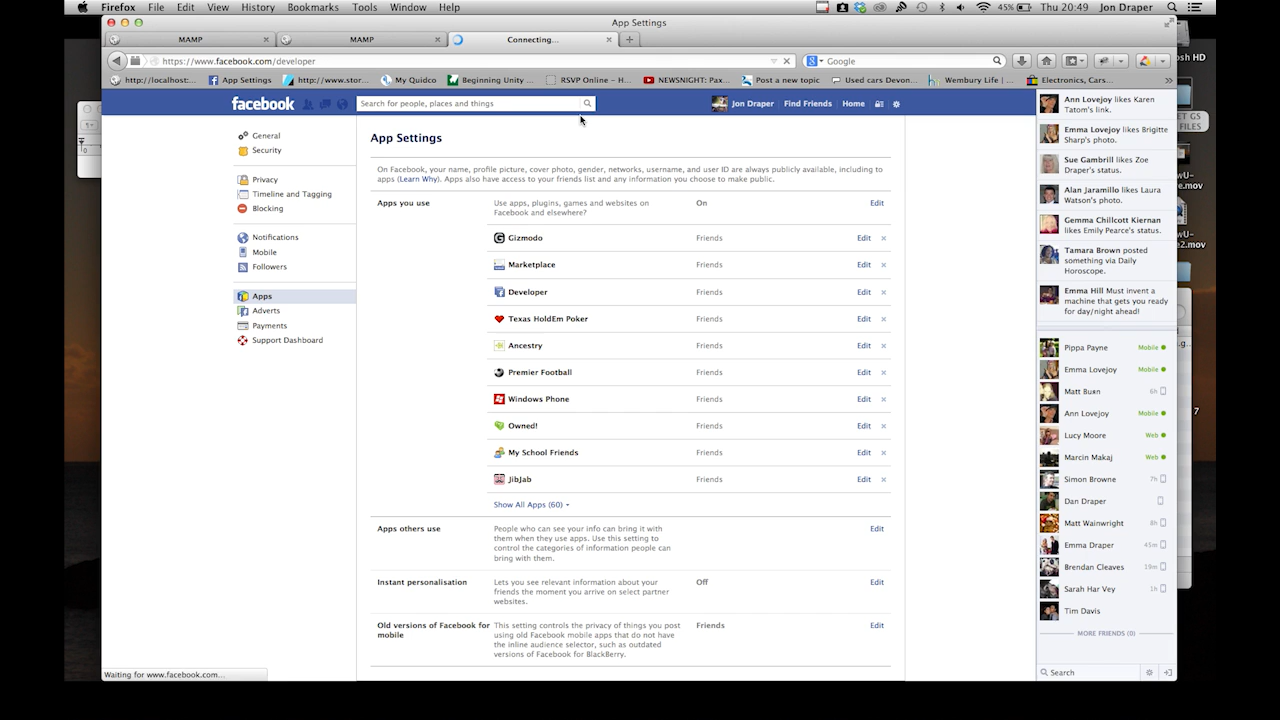 Firefox File Edit View History Bookmarks Tools Window Help 45% Thu 20:49 Jon Draper
App Settings
MAMP MAMP Connecting...
https://www.facebook.com/developer Google
http://localhost:... App Settings http://www.stor... My Quidco Beginning Unity ... RSVP Online - H... NEWSNIGHT: Pax... Post a new topic Used cars Devon... Wembury Life ... Electronics, Cars... »
facebook Search for people, places and things Jon Draper Find Friends Home
General
Security
Privacy
Timeline and Tagging
Blocking
Notifications
Mobile
Followers
Apps
Adverts
Payments
Support Dashboard
App Settings
On Facebook, your name, profile picture, cover photo, gender, networks, username, and user ID are always publicly available, including to
apps (Learn Why). Apps also have access to your friends list and any information you choose to make public.
Apps you use Use apps, plugins, games and websites on On Edit
Facebook and elsewhere?
Gizmodo Friends Edit ×
Marketplace Friends Edit ×
Developer Friends Edit ×
Texas HoldEm Poker Friends Edit ×
Ancestry Friends Edit ×
Premier Football Friends Edit ×
Windows Phone Friends Edit ×
Owned! Friends Edit ×
My School Friends Friends Edit ×
JibJab Friends Edit ×
Show All Apps (60)
Apps others use People who can see your info can bring it with Edit
them when they use apps. Use this setting to
control the categories of information people can
bring with them.
Instant personalisation Lets you see relevant information about your Off Edit
friends the moment you arrive on select partner
websites.
Old versions of Facebook for This setting controls the privacy of things you post Friends Edit
mobile using old Facebook mobile apps that do not have
the inline audience selector, such as outdated
versions of Facebook for BlackBerry.
Ann Lovejoy likes Karen
Tatom's link.
Emma Lovejoy likes Brigitte
Sharp's photo.
Sue Gambrill likes Zoe
Draper's status.
Alan Jaramillo likes Laura
Watson's photo.
Gemma Chillcott Kiernan
likes Emily Pearce's status.
Tamara Brown posted
something via Daily
Horoscope.
Emma Hill Must invent a
machine that gets you ready
for day/night ahead!
Pippa Payne Mobile
Emma Lovejoy Mobile
Matt Buxn 6h
Ann Lovejoy Mobile
Lucy Moore Web
Marcin Makaj Web
Simon Browne 7h
Dan Draper
Matt Wainwright 8h
Emma Draper 45m
Brendan Cleaves 19m
Sarah Har Vey 1h
Tim Davis
MORE FRIENDS (0)
Search
Waiting for www.facebook.com...